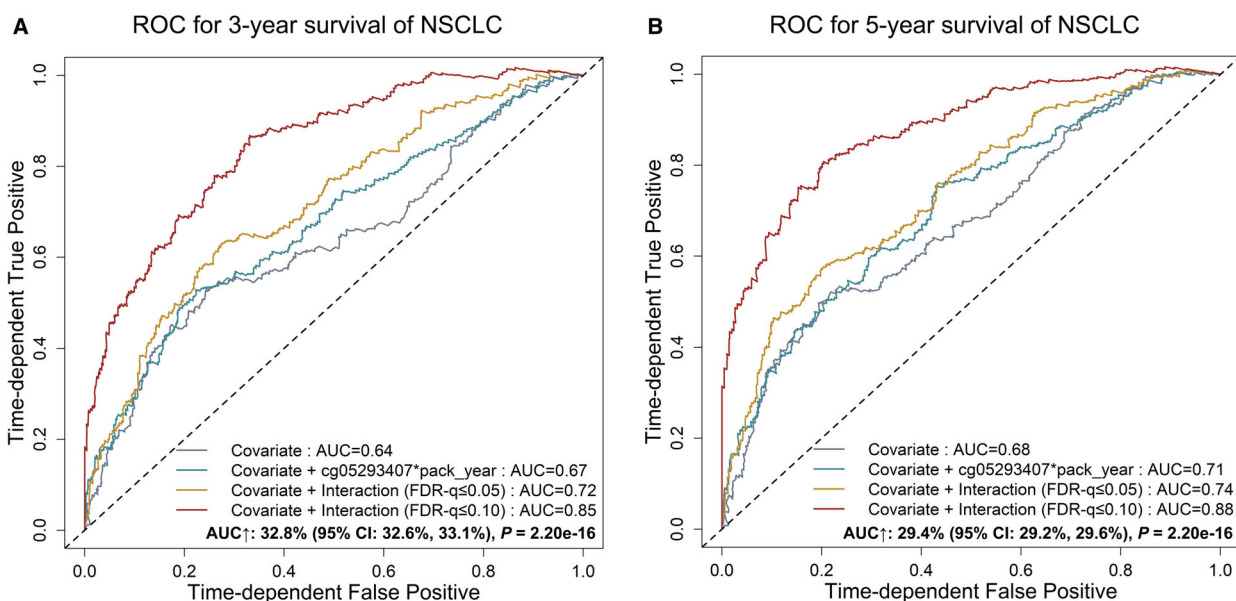 A
ROC for 3-year survival of NSCLC
Time-dependent True Positive
1.0
0.8
0.6
0.4
0.2
0.0
Covariate : AUC=0.64
Covariate + cg05293407*pack_year : AUC=0.67
Covariate + Interaction (FDR-q≤0.05) : AUC=0.72
Covariate + Interaction (FDR-q≤0.10) : AUC=0.85
AUC↑: 32.8% (95% CI: 32.6%, 33.1%), P = 2.20e-16
0.0 0.2 0.4 0.6 0.8 1.0
Time-dependent False Positive
B
ROC for 5-year survival of NSCLC
Time-dependent True Positive
1.0
0.8
0.6
0.4
0.2
0.0
Covariate : AUC=0.68
Covariate + cg05293407*pack_year : AUC=0.71
Covariate + Interaction (FDR-q≤0.05) : AUC=0.74
Covariate + Interaction (FDR-q≤0.10) : AUC=0.88
AUC↑: 29.4% (95% CI: 29.2%, 29.6%), P = 2.20e-16
0.0 0.2 0.4 0.6 0.8 1.0
Time-dependent False Positive